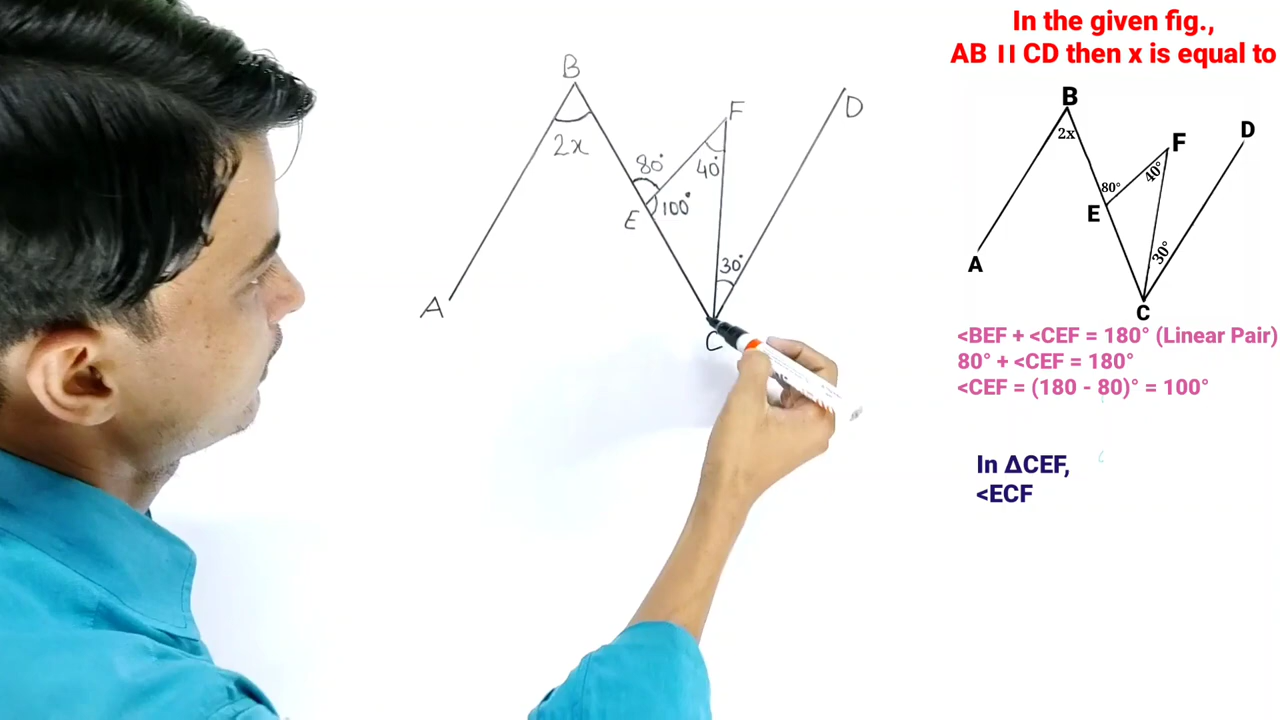 In the given fig.,
AB II CD then x is equal to
B
2x
80°
F
40°
D
E
100°
30°
A
C
B
2x
F
D
40°
80°
E
30°
A
C
<BEF + <CEF = 180° (Linear Pair)
80° + <CEF = 180°
<CEF = (180 - 80)° = 100°
In ΔCEF,
<ECF